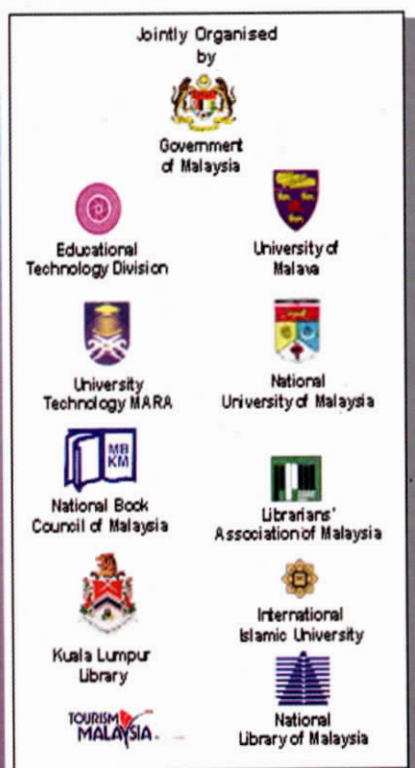 Jointly Organised
by
Government
of Malaysia
Educational
Technology Division
University of
Malaya
University
Technology MARA
National
University of Malaysia
MB
KM
National Book
Council of Malaysia
Librarians'
Association of Malaysia
Kuala Lumpur
Library
International
Islamic University
TOURISM
MALAYSIA
National
Library of Malaysia